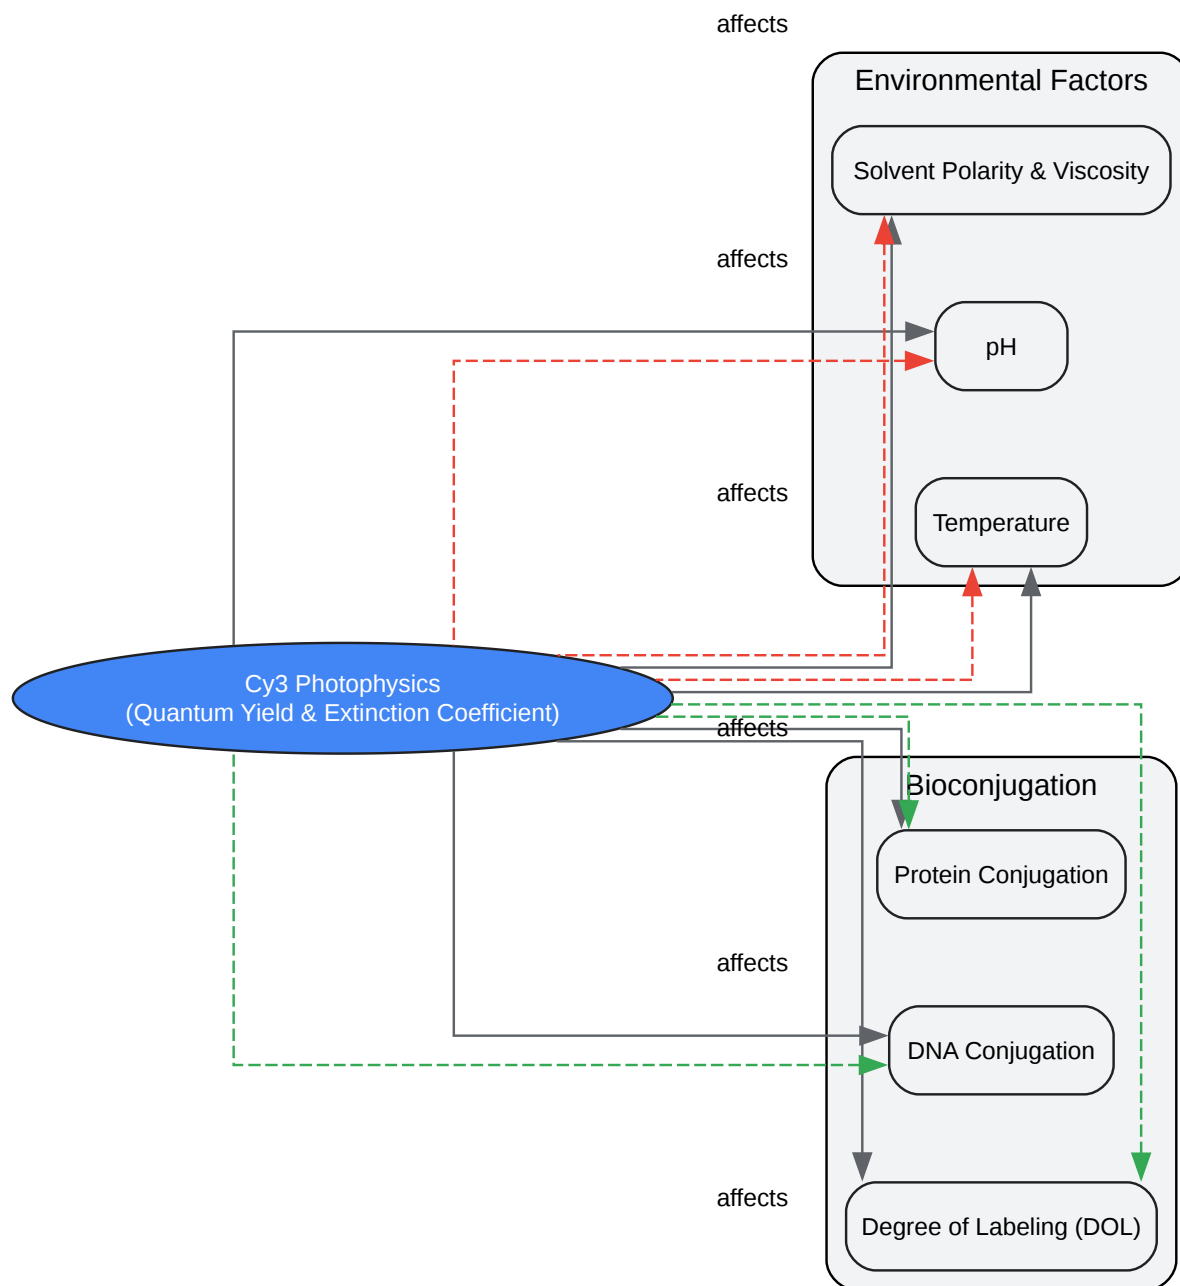 affects
Environmental Factors
Solvent Polarity & Viscosity
affects
pH
affects
Temperature
Cy3 Photophysics
(Quantum Yield & Extinction Coefficient)
affects
Bioconjugation
Protein Conjugation
affects
DNA Conjugation
affects
Degree of Labeling (DOL)